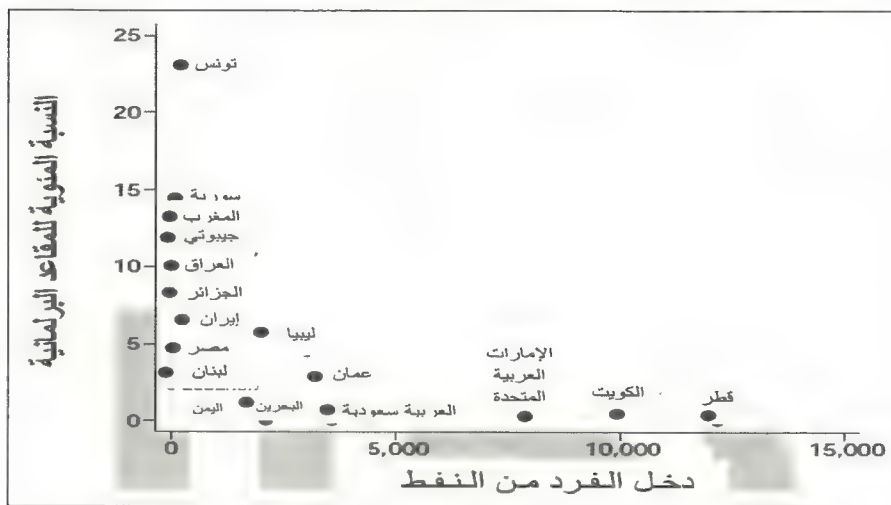 النسبة المئوية للمقاعد البرلمانية
25
20
15
10
5
0
تونس
سورية
المغرب
جيبوتي
العراق
الجزائر
إيران
ليبيا
مصر
لبنان
عمان
الإمارات
العربية
المتحدة
الكويت
قطر
اليمن
البحرين
العربية سعودية
0
5,000
10,000
15,000
دخل الفرد من النفط